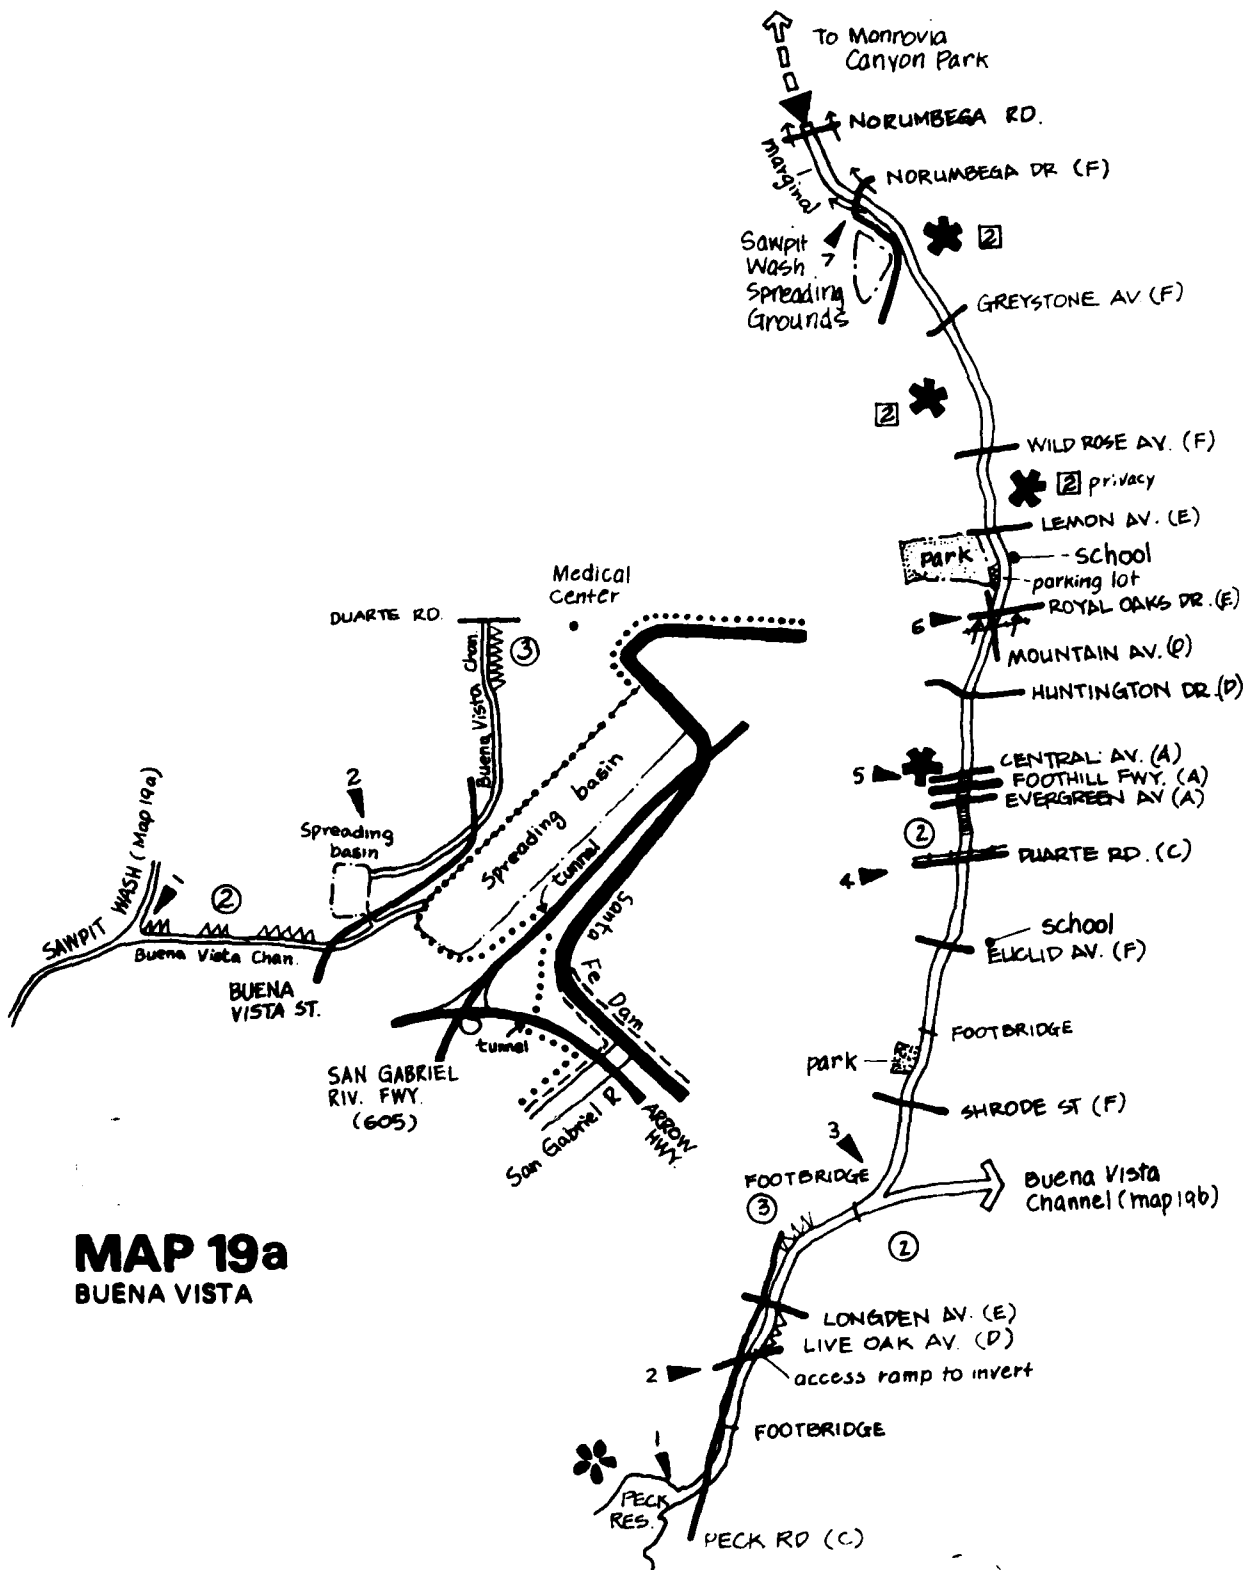 To Monrovia
Canyon Park
NORUMBEGA RD.
marginal
NORUMBEGA DR (F)
2
Sawpit
Wash 7
Spreading
Grounds
GREYSTONE AV (F)
2
WILD ROSE AV. (F)
2 privacy
LEMON AV. (E)
park
school
parking lot
ROYAL OAKS DR. (E)
6
MOUNTAIN AV. (D)
HUNTINGTON DR. (D)
CENTRAL AV. (A)
5
FOOTHILL FWY. (A)
EVERGREEN AV (A)
2
DUARTE RD. (C)
4
school
EUCLID AV. (F)
FOOTBRIDGE
park
SHRODE ST (F)
3
FOOTBRIDGE
Buena Vista
Channel (map 19b)
3
2
LONGDEN AV. (E)
LIVE OAK AV. (D)
2
access ramp to invert
FOOTBRIDGE
1
PECK
RES.
PECK RD (C)
Medical
Center
DUARTE RD.
3
Buena Vista Chan.
2
Spreading
basin
Spreading basin
tunnel
SAWPIT WASH (Map 19a)
1
2
Buena Vista Chan.
BUENA
VISTA ST.
Santa Fe Dam
tunnel
SAN GABRIEL
RIV. FWY.
(605)
San Gabriel R
ARROW
HWY.
MAP 19a
BUENA VISTA